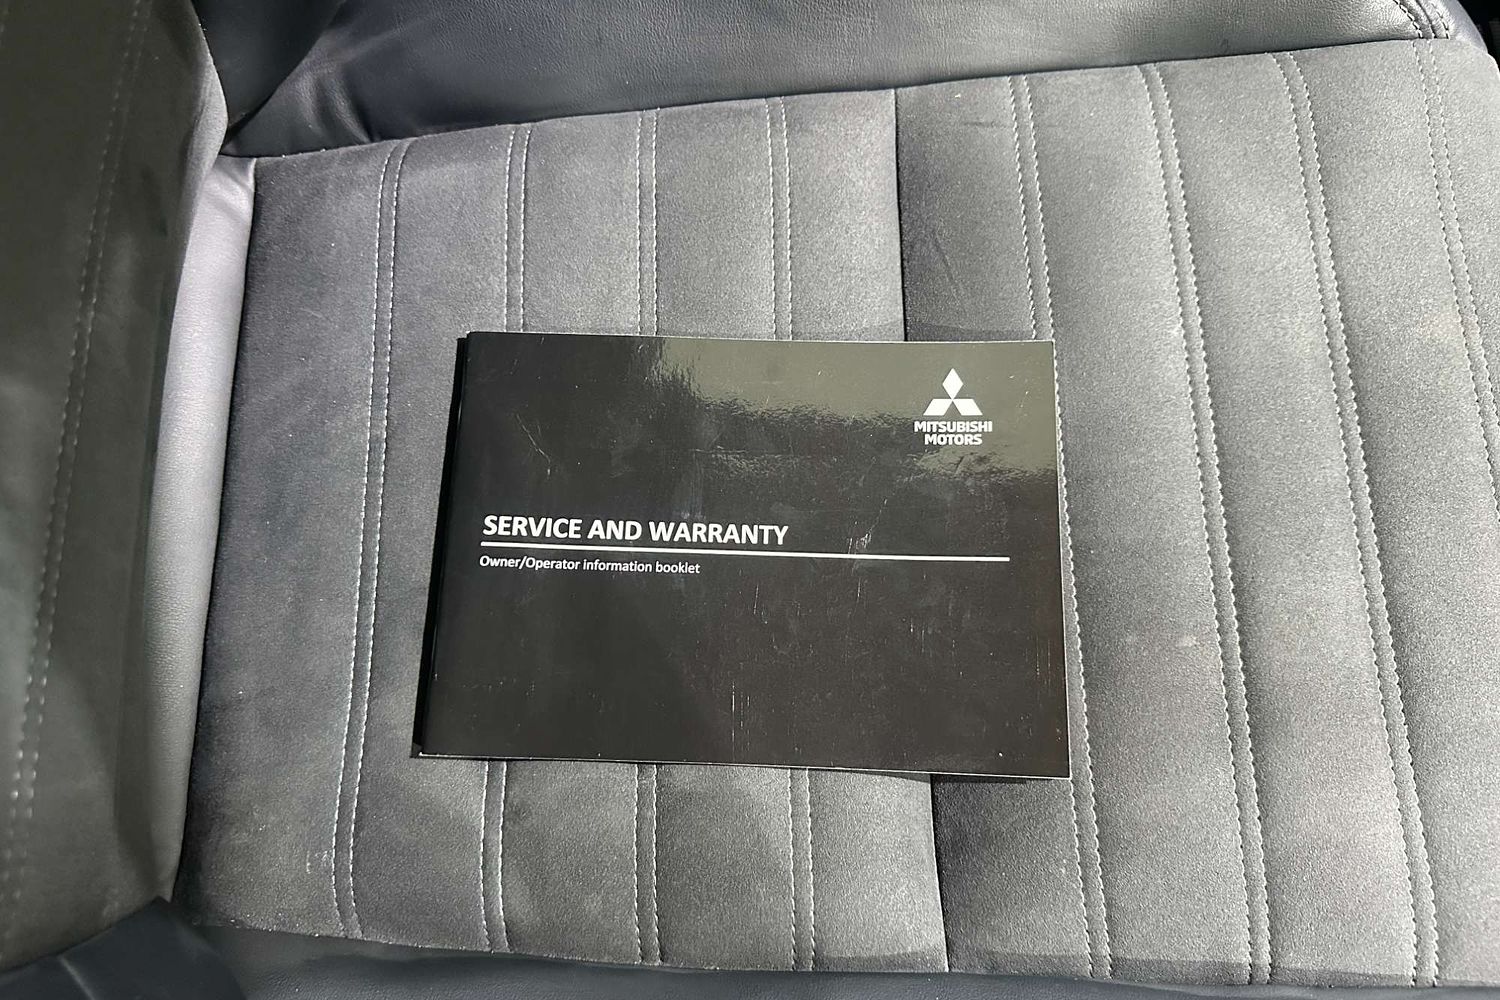 MITSUBISHI
MOTORS
SERVICE AND WARRANTY
Owner/Operator information booklet